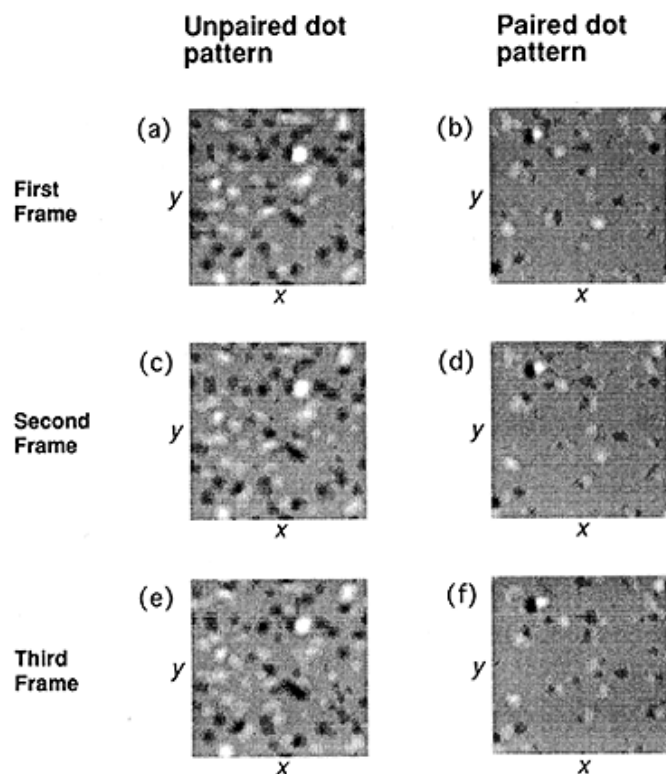 Unpaired dot
pattern
Paired dot
pattern
First
Frame
(a)
y
x
(b)
y
x
Second
Frame
(c)
y
x
(d)
y
x
Third
Frame
(e)
y
x
(f)
y
x